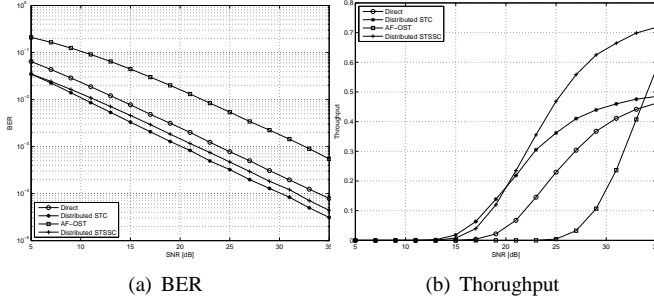 10⁰
10⁻¹
10⁻²
10⁻³
10⁻⁴
10⁻⁵
BER
5 10 15 20 25 30 35
SNR [dB]
Direct
Distributed STC
AF−OST
Distributed STSSC
(a) BER
0.8
0.7
0.6
0.5
0.4
0.3
0.2
0.1
0
Throughput
5 10 15 20 25 30 35
SNR [dB]
Direct
Distributed STC
AF−OST
Distributed STSSC
(b) Thorughput